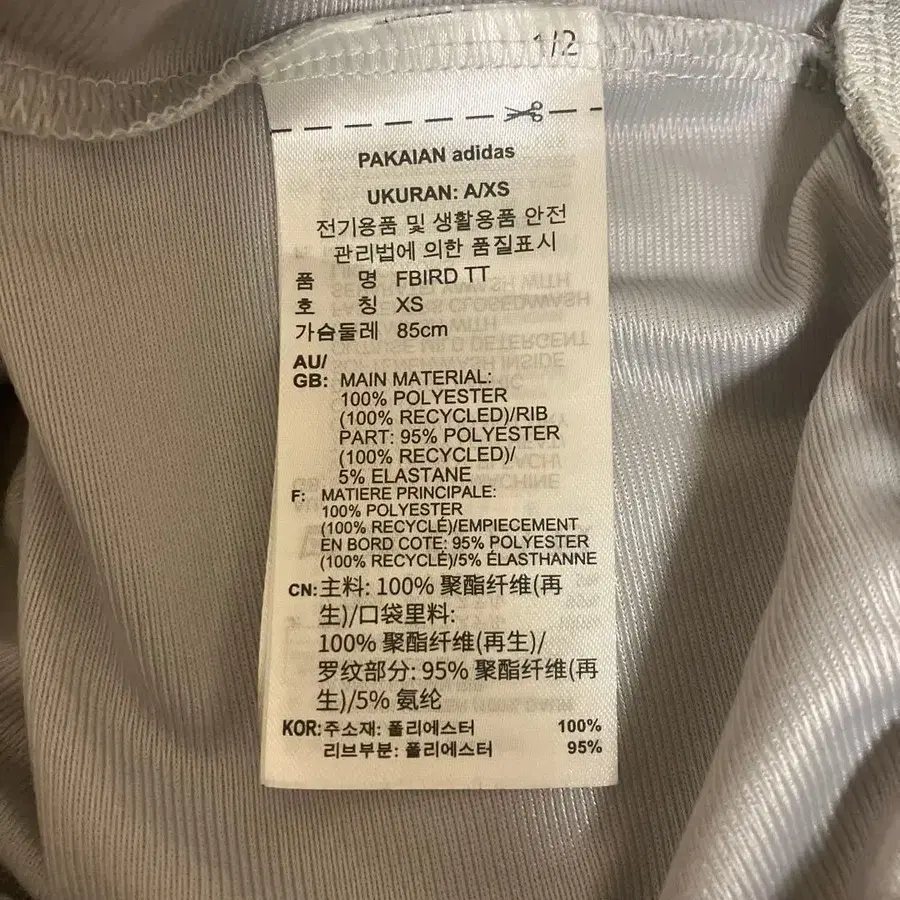 1/2
PAKAIAN adidas
UKURAN: A/XS
전기용품 및 생활용품 안전
관리법에 의한 품질표시
품 명 FBIRD TT
호 칭 XS
가슴둘레 85cm
AU/
GB: MAIN MATERIAL:
100% POLYESTER
(100% RECYCLED)/RIB
PART: 95% POLYESTER
(100% RECYCLED)/
5% ELASTANE
F: MATIERE PRINCIPALE:
100% POLYESTER
(100% RECYCLÉ)/EMPIECEMENT
EN BORD COTE: 95% POLYESTER
(100% RECYCLÉ)/5% ÉLASTHANNE
CN: 主料: 100% 聚酯纤维(再
生)/口袋里料:
100% 聚酯纤维(再生)/
罗纹部分: 95% 聚酯纤维(再
生)/5% 氨纶
KOR: 주소재: 폴리에스터 100%
리브부분: 폴리에스터 95%